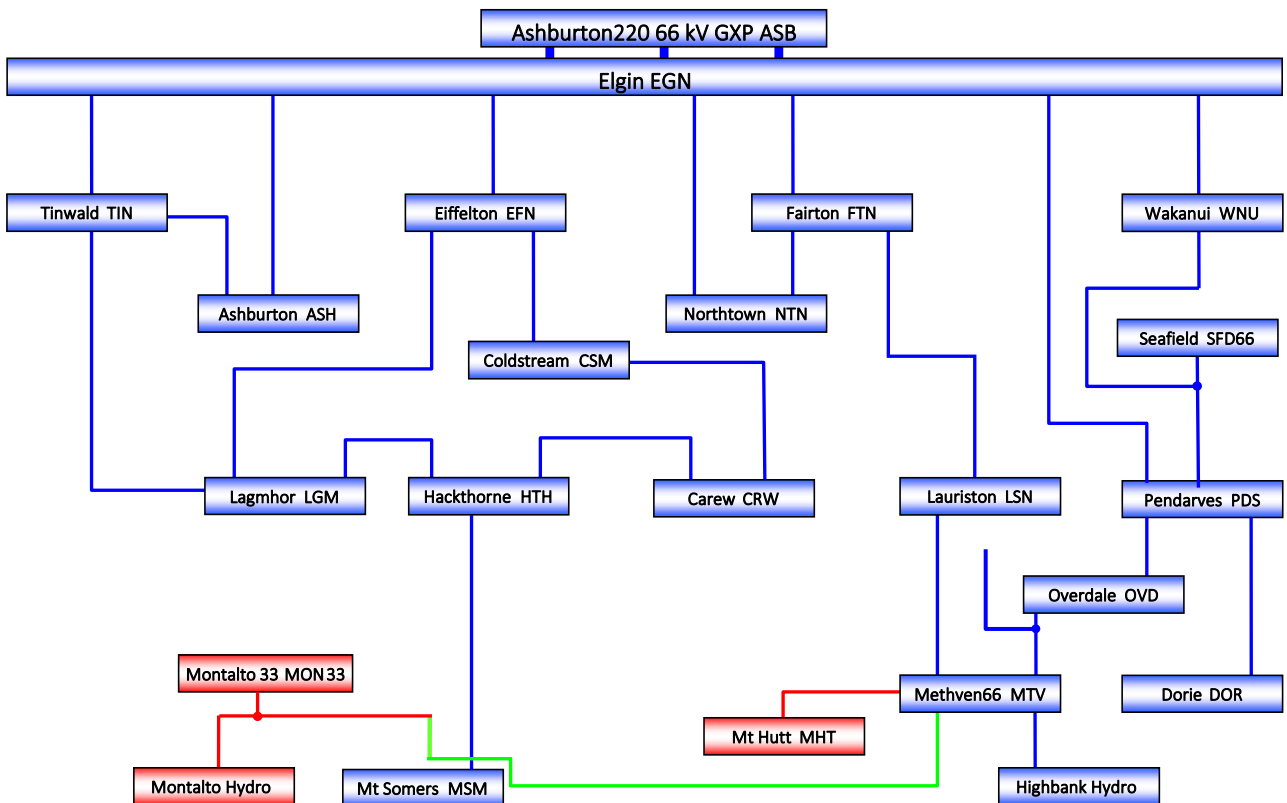 Ashburton220 66 kV GXP ASB
Elgin EGN
Tinwald TIN
Eiffelton EFN
Fairton FTN
Wakanui WNU
Ashburton ASH
Northtown NTN
Seafield SFD66
Coldstream CSM
Lagmhor LGM
Hackthorne HTH
Carew CRW
Lauriston LSN
Pendarves PDS
Overdale OVD
Montalto 33 MON33
Methven66 MTV
Dorie DOR
Mt Hutt MHT
Montalto Hydro
Mt Somers MSM
Highbank Hydro